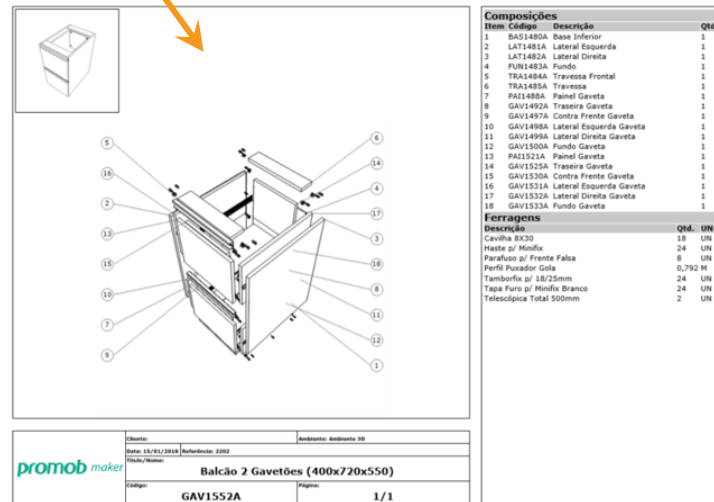 Composições
Item Código Descrição Qtd
1 BAS1480A Base Inferior 1
2 LAT1481A Lateral Esquerda 1
3 LAT1482A Lateral Direita 1
4 FUN1483A Fundo 1
5 TRA1484A Travessa Frontal 1
6 TRA1485A Travessa 1
7 PAI1488A Painel Gaveta 1
8 GAV1492A Traseira Gaveta 1
9 GAV1497A Contra Frente Gaveta 1
10 GAV1498A Lateral Esquerda Gaveta 1
11 GAV1499A Lateral Direita Gaveta 1
12 GAV1500A Fundo Gaveta 1
13 PAI1521A Painel Gaveta 1
14 GAV1525A Traseira Gaveta 1
15 GAV1530A Contra Frente Gaveta 1
16 GAV1531A Lateral Esquerda Gaveta 1
17 GAV1532A Lateral Direita Gaveta 1
18 GAV1533A Fundo Gaveta 1
Ferragens
Descrição Qtd. UN
Cavilha 8X30 18 UN
Haste p/ Minifix 24 UN
Parafuso p/ Frente Falsa 8 UN
Perfil Puxador Gola 0,792 M
Tamborfix p/ 18/25mm 24 UN
Tapa Furo p/ Minifix Branco 24 UN
Telescópica Total 500mm 2 UN
5
16
2
13
15
10
7
9
6
14
4
17
3
18
8
11
12
1
promob maker
Cliente: Ambiente: Ambiente 3D
Data: 15/01/2018 Referência: 2202
Título/Nome:
Balcão 2 Gavetões (400x720x550)
Código: Página:
GAV1552A 1/1